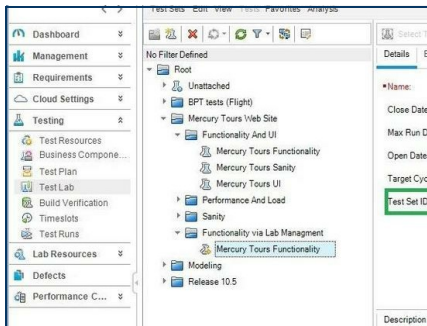 Test Sets Edit View Tests Favorites Analysis
Dashboard
Management
Requirements
Cloud Settings
Testing
Test Resources
Business Compone...
Test Plan
Test Lab
Build Verification
Timeslots
Test Runs
Lab Resources
Defects
Performance C...
No Filter Defined
Root
Unattached
BPT tests (Flight)
Mercury Tours Web Site
Functionality And UI
Mercury Tours Functionality
Mercury Tours Sanity
Mercury Tours UI
Performance And Load
Sanity
Functionality via Lab Managment
Mercury Tours Functionality
Modeling
Release 10.5
Select
Details
*Name:
Close Date
Max Run D
Open Date
Target Cyc
Test Set ID
Description